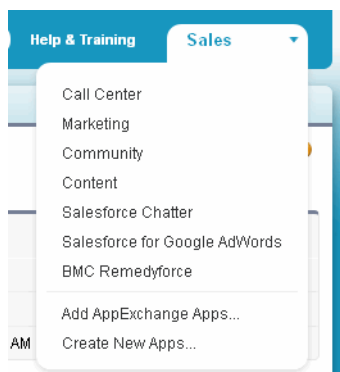 Help & Training Sales
Call Center
Marketing
Community
Content
Salesforce Chatter
Salesforce for Google AdWords
BMC Remedyforce
Add AppExchange Apps...
AM Create New Apps...